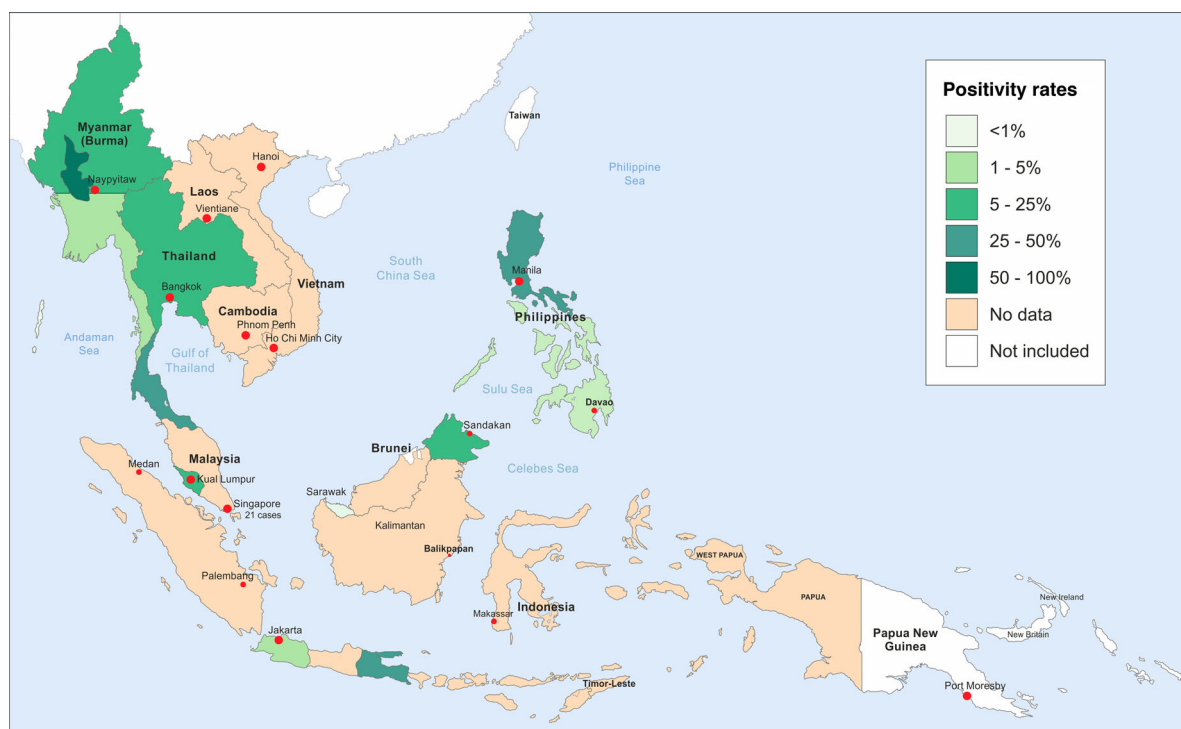 Positivity rates
<1%
1 - 5%
5 - 25%
25 - 50%
50 - 100%
No data
Not included
Taiwan
Myanmar
(Burma)
Hanoi
Philippine
Sea
Naypyitaw
Laos
Vientiane
Thailand
South
China Sea
Manila
Vietnam
Bangkok
Cambodia
Philippines
Phnom Penh
Ho Chi Minh City
Andaman
Sea
Gulf of
Thailand
Sulu Sea
Davao
Sandakan
Brunei
Malaysia
Medan
Celebes Sea
Kual Lumpur
Sarawak
Singapore
21 cases
Kalimantan
Balikpapan
WEST PAPUA
Palembang
PAPUA
New Ireland
Makassar
Indonesia
Jakarta
Papua New
Guinea
New Britain
Timor-Leste
Port Moresby